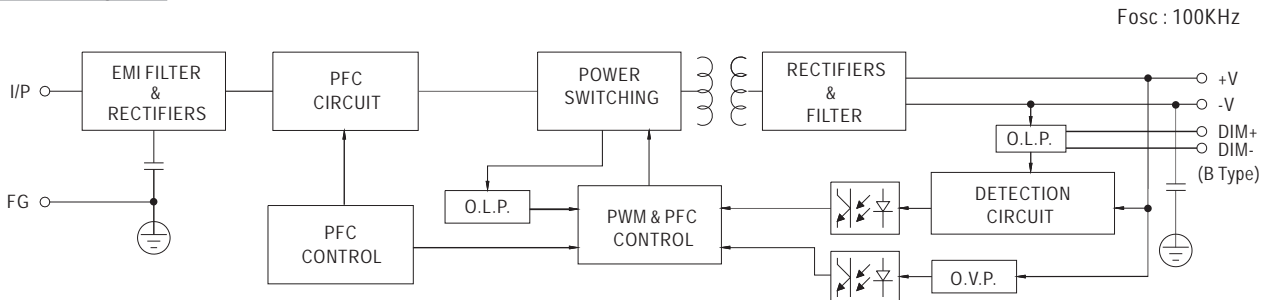 Fosc : 100KHz
I/P
EMI FILTER
&
RECTIFIERS
PFC
CIRCUIT
POWER
SWITCHING
RECTIFIERS
&
FILTER
+V
-V
O.L.P.
DIM+
DIM-
(B Type)
FG
PFC
CONTROL
O.L.P.
PWM & PFC
CONTROL
DETECTION
CIRCUIT
O.V.P.